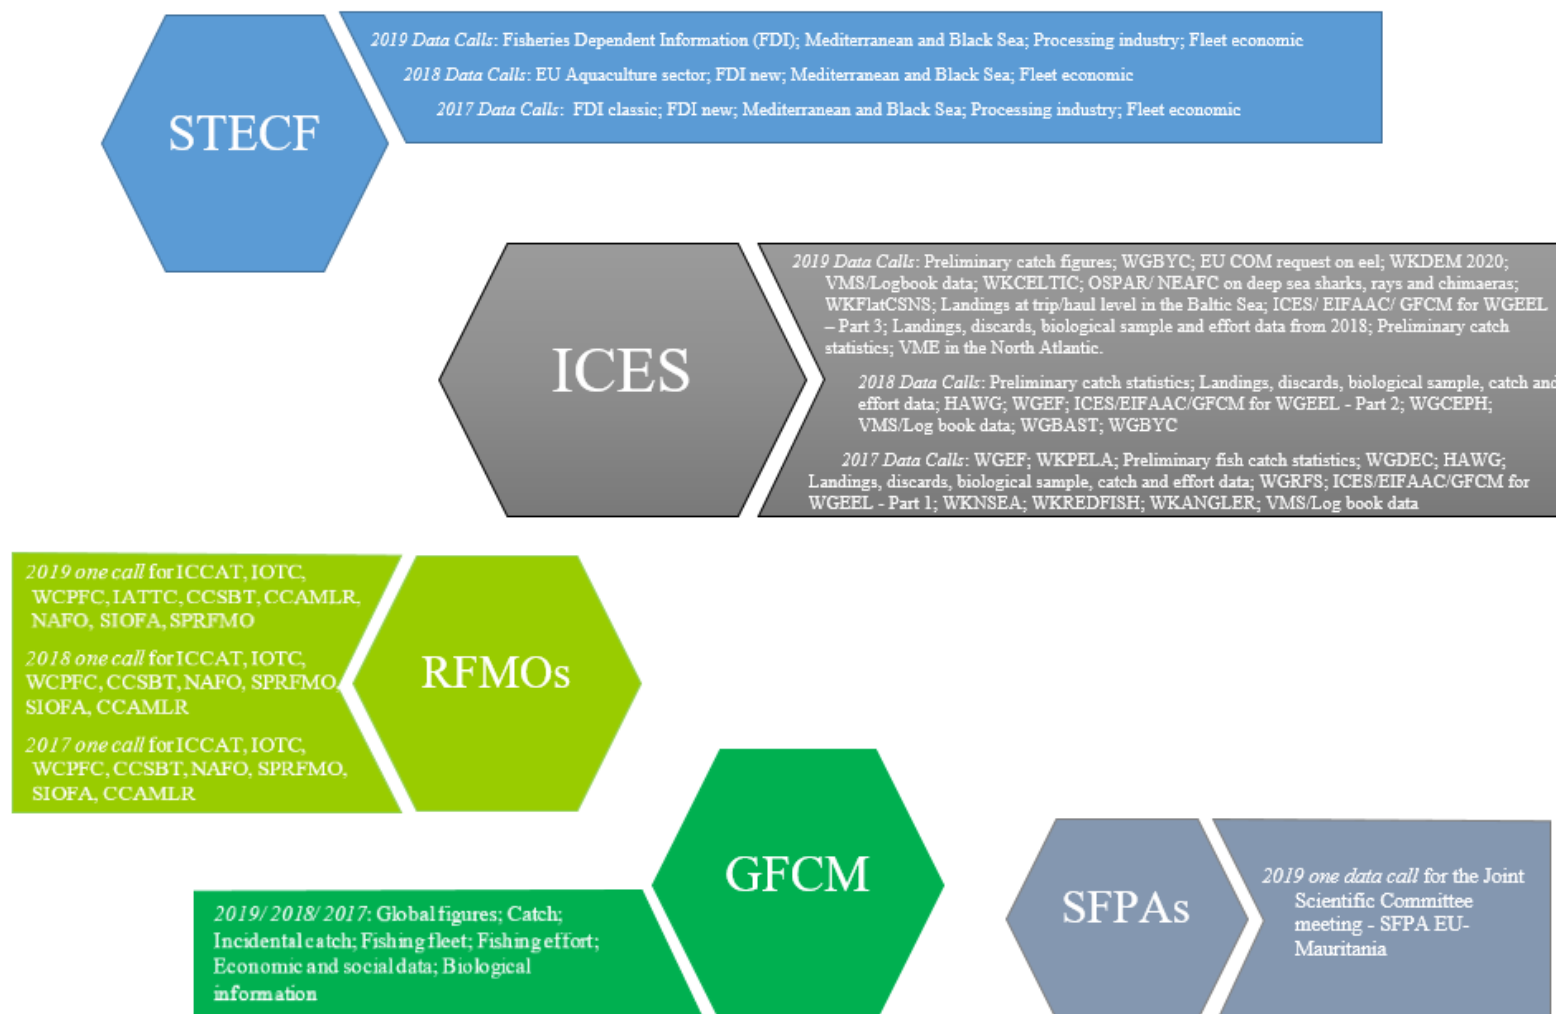 STECF
2019 Data Calls: Fisheries Dependent Information (FDI); Mediterranean and Black Sea; Processing industry; Fleet economic
2018 Data Calls: EU Aquaculture sector; FDI new; Mediterranean and Black Sea; Fleet economic
2017 Data Calls: FDI classic; FDI new; Mediterranean and Black Sea; Processing industry; Fleet economic
ICES
2019 Data Calls: Preliminary catch figures; WGBYC; EU COM request on eel; WKDEM 2020;
VMS/Logbook data; WKCELTIC; OSPAR/ NEAFC on deep sea sharks, rays and chimaeras;
WKFlatCSNS; Landings at trip/haul level in the Baltic Sea; ICES/ EIFAAC/ GFCM for WGEEL
– Part 3; Landings, discards, biological sample and effort data from 2018; Preliminary catch
statistics; VME in the North Atlantic.
2018 Data Calls: Preliminary catch statistics; Landings, discards, biological sample, catch and
effort data; HAWG; WGEF; ICES/EIFAAC/GFCM for WGEEL - Part 2; WGCEPH;
VMS/Log book data; WGBAST; WGBYC
2017 Data Calls: WGEF; WKPELA; Preliminary fish catch statistics; WGDEC; HAWG;
Landings, discards, biological sample, catch and effort data; WGRFS; ICES/EIFAAC/GFCM for
WGEEL - Part 1; WKNSEA; WKREDFISH; WKANGLER; VMS/Log book data
2019 one call for ICCAT, IOTC,
WCPFC, IATTC, CCSBT, CCAMLR,
NAFO, SIOFA, SPRFMO
2018 one call for ICCAT, IOTC,
WCPFC, CCSBT, NAFO, SPRFMO,
SIOFA, CCAMLR
2017 one call for ICCAT, IOTC,
WCPFC, CCSBT, NAFO, SPRFMO,
SIOFA, CCAMLR
RFMOs
GFCM
2019/ 2018/ 2017: Global figures; Catch;
Incidental catch; Fishing fleet; Fishing effort;
Economic and social data; Biological
information
SFPAs
2019 one data call for the Joint
Scientific Committee
meeting - SFPA EU-
Mauritania